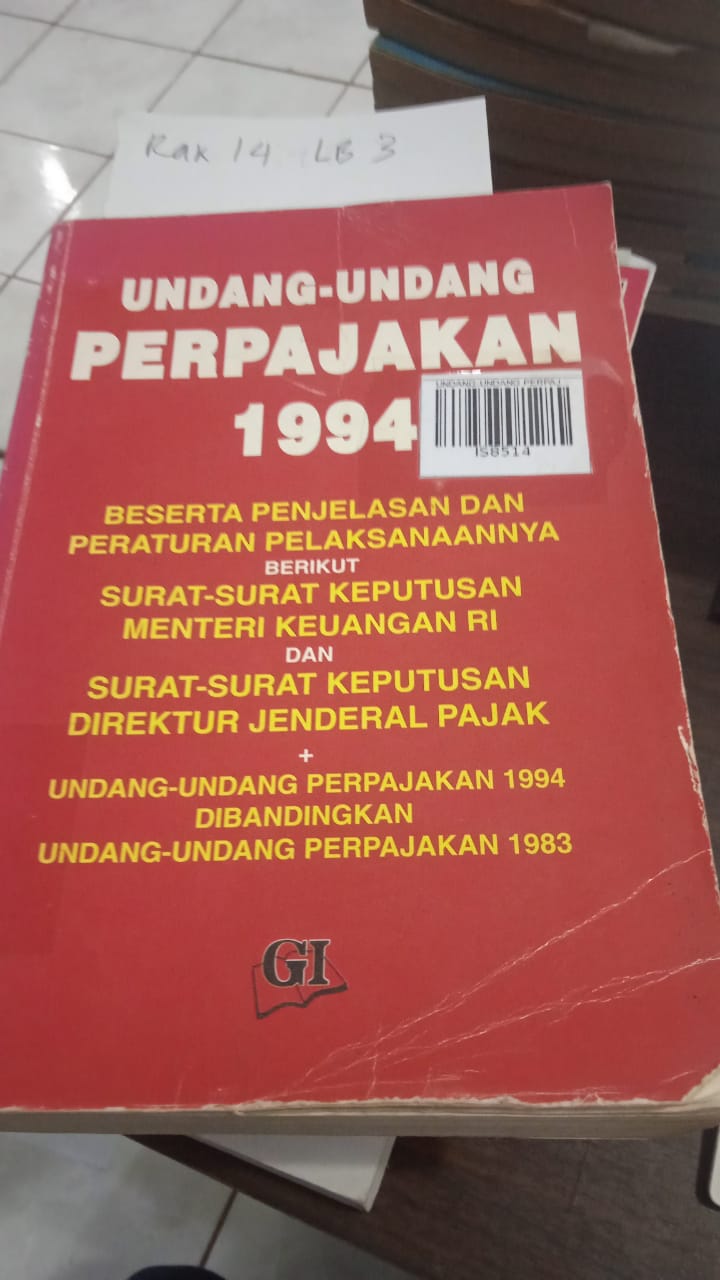 Rak 14 LB 3
UNDANG-UNDANG
PERPAJAKAN
1994
UNDANG-UNDANG PERPAJ...
IS8514
BESERTA PENJELASAN DAN
PERATURAN PELAKSANAANNYA
BERIKUT
SURAT-SURAT KEPUTUSAN
MENTERI KEUANGAN RI
DAN
SURAT-SURAT KEPUTUSAN
DIREKTUR JENDERAL PAJAK
+
UNDANG-UNDANG PERPAJAKAN 1994
DIBANDINGKAN
UNDANG-UNDANG PERPAJAKAN 1983
GI